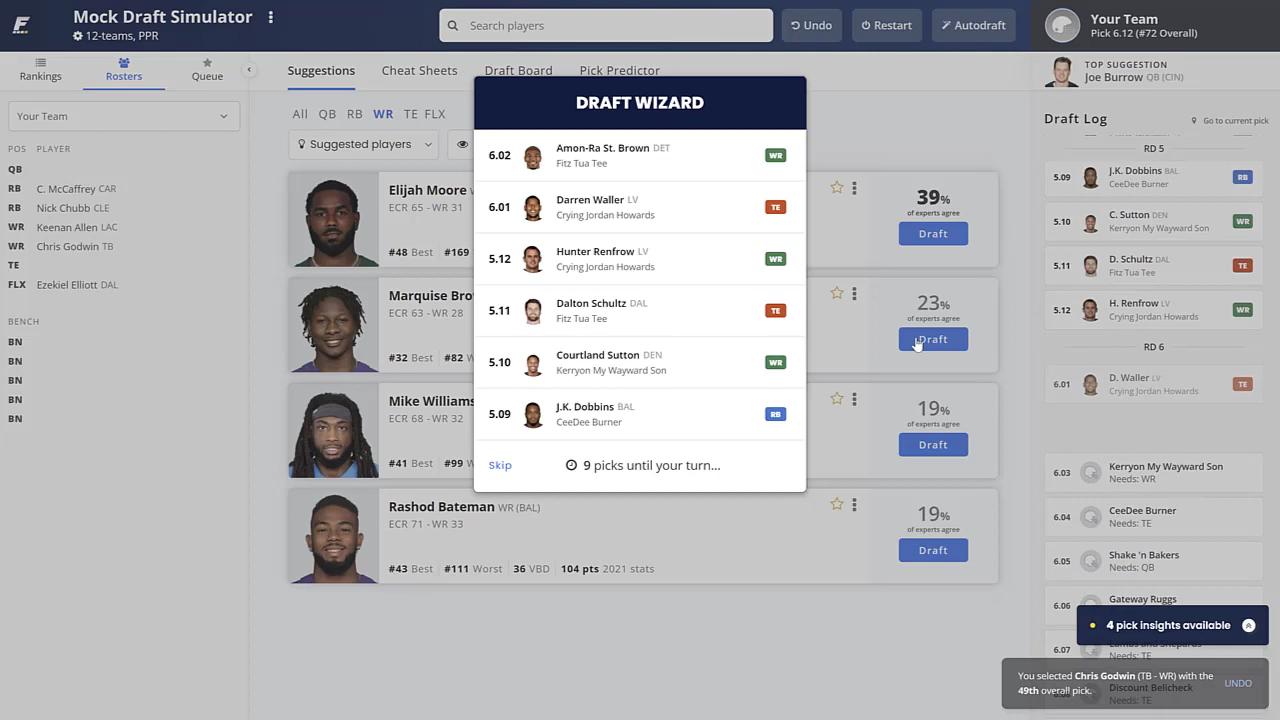 Mock Draft Simulator
12-teams, PPR
Search players
Undo
Restart
Autodraft
Your Team
Pick 6.12 (#72 Overall)
Rankings
Rosters
Queue
Suggestions
Cheat Sheets
Draft Board
Pick Predictor
TOP SUGGESTION
Joe Burrow QB (CIN)
Your Team
POS PLAYER
QB
RB C. McCaffrey CAR
RB Nick Chubb CLE
WR Keenan Allen LAC
WR Chris Godwin TB
TE
FLX Ezekiel Elliott DAL
BENCH
BN
BN
BN
BN
BN
All QB RB WR TE FLX
Suggested players
Elijah Moore
ECR 65 - WR 31
#48 Best #169
39%
of experts agree
Draft
Marquise Bro
ECR 63 - WR 28
#32 Best #82 W
23%
of experts agree
Draft
Mike Williams
ECR 68 - WR 32
#41 Best #99 W
19%
of experts agree
Draft
Rashod Bateman WR (BAL)
ECR 71 - WR 33
#43 Best #111 Worst 36 VBD 104 pts 2021 stats
19%
of experts agree
Draft
DRAFT WIZARD
6.02 Amon-Ra St. Brown DET WR
Fitz Tua Tee
6.01 Darren Waller LV TE
Crying Jordan Howards
5.12 Hunter Renfrow LV WR
Crying Jordan Howards
5.11 Dalton Schultz DAL TE
Fitz Tua Tee
5.10 Courtland Sutton DEN WR
Kerryon My Wayward Son
5.09 J.K. Dobbins BAL RB
CeeDee Burner
Skip
9 picks until your turn...
Draft Log
Go to current pick
RD 5
5.09 J.K. Dobbins BAL RB
CeeDee Burner
5.10 C. Sutton DEN WR
Kerryon My Wayward Son
5.11 D. Schultz DAL TE
Fitz Tua Tee
5.12 H. Renfrow LV WR
Crying Jordan Howards
RD 6
6.01 D. Waller LV TE
Crying Jordan Howards
6.03 Kerryon My Wayward Son
Needs: WR
6.04 CeeDee Burner
Needs: TE
6.05 Shake 'n Bakers
Needs: QB
6.06 Gateway Ruggs
4 pick insights available
6.07
Needs: TE
Discount Belicheck
Needs: TE
You selected Chris Godwin (TB - WR) with the
49th overall pick.
UNDO